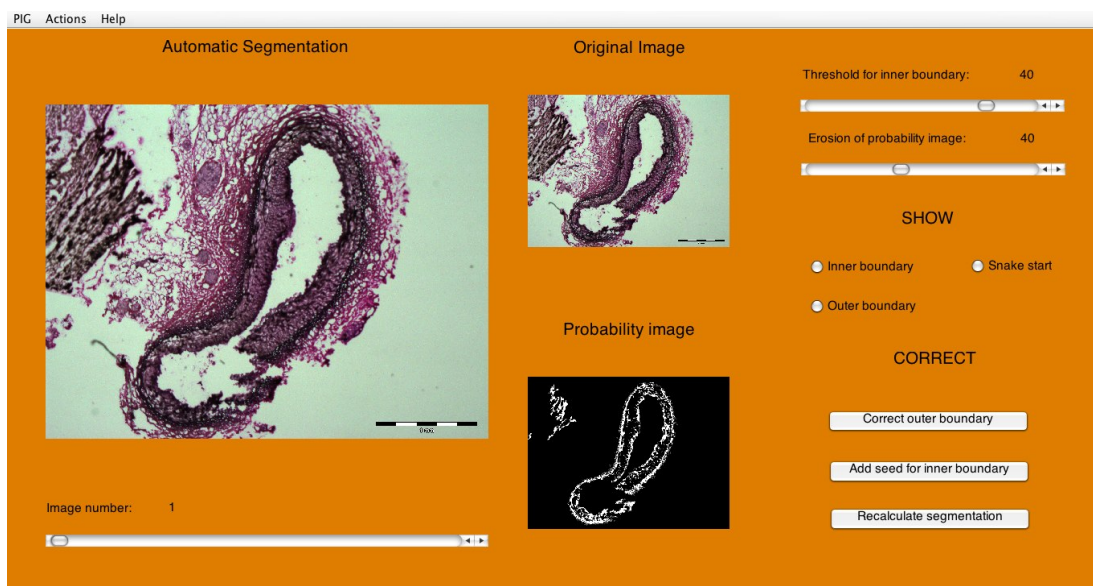 PIG Actions Help
Automatic Segmentation
Original Image
Threshold for inner boundary: 40
Erosion of probability image: 40
SHOW
Inner boundary
Snake start
Outer boundary
Probability image
CORRECT
Correct outer boundary
Add seed for inner boundary
Recalculate segmentation
Image number: 1